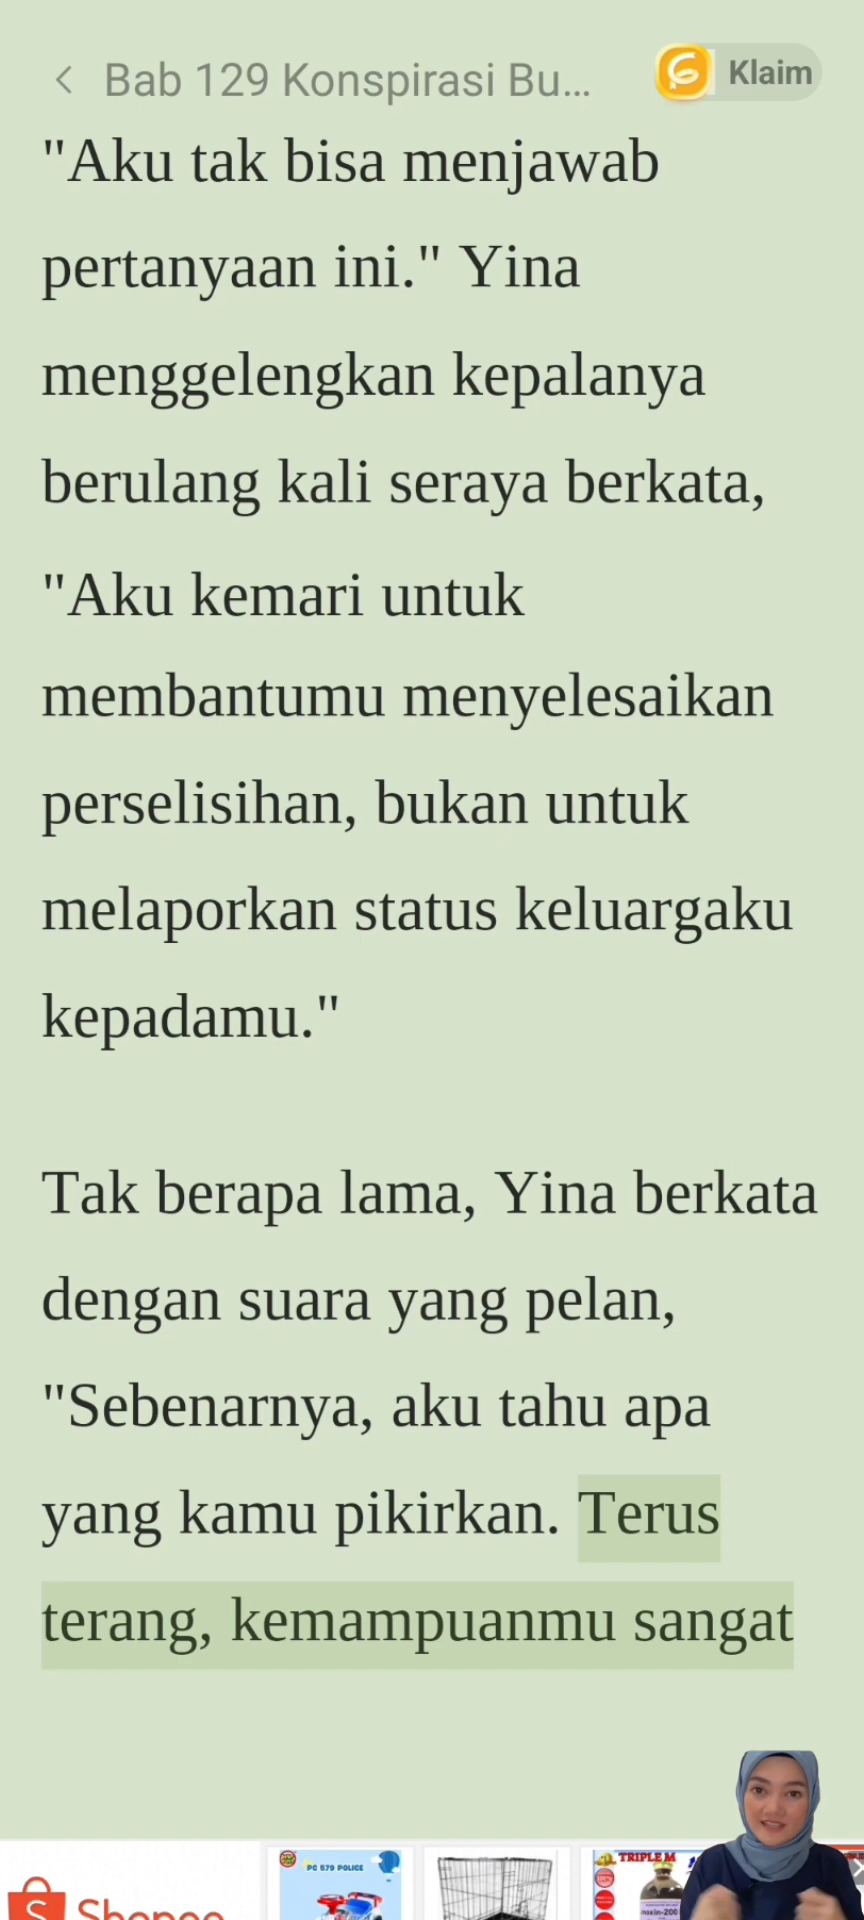 Bab 129 Konspirasi Bu...
Klaim
"Aku tak bisa menjawab
pertanyaan ini." Yina
menggelengkan kepalanya
berulang kali seraya berkata,
"Aku kemari untuk
membantumu menyelesaikan
perselisihan, bukan untuk
melaporkan status keluargaku
kepadamu."
Tak berapa lama, Yina berkata
dengan suara yang pelan,
"Sebenarnya, aku tahu apa
yang kamu pikirkan. Terus
terang, kemampuanmu sangat
PC 579 POLICE
TRIPLE M
Shopee